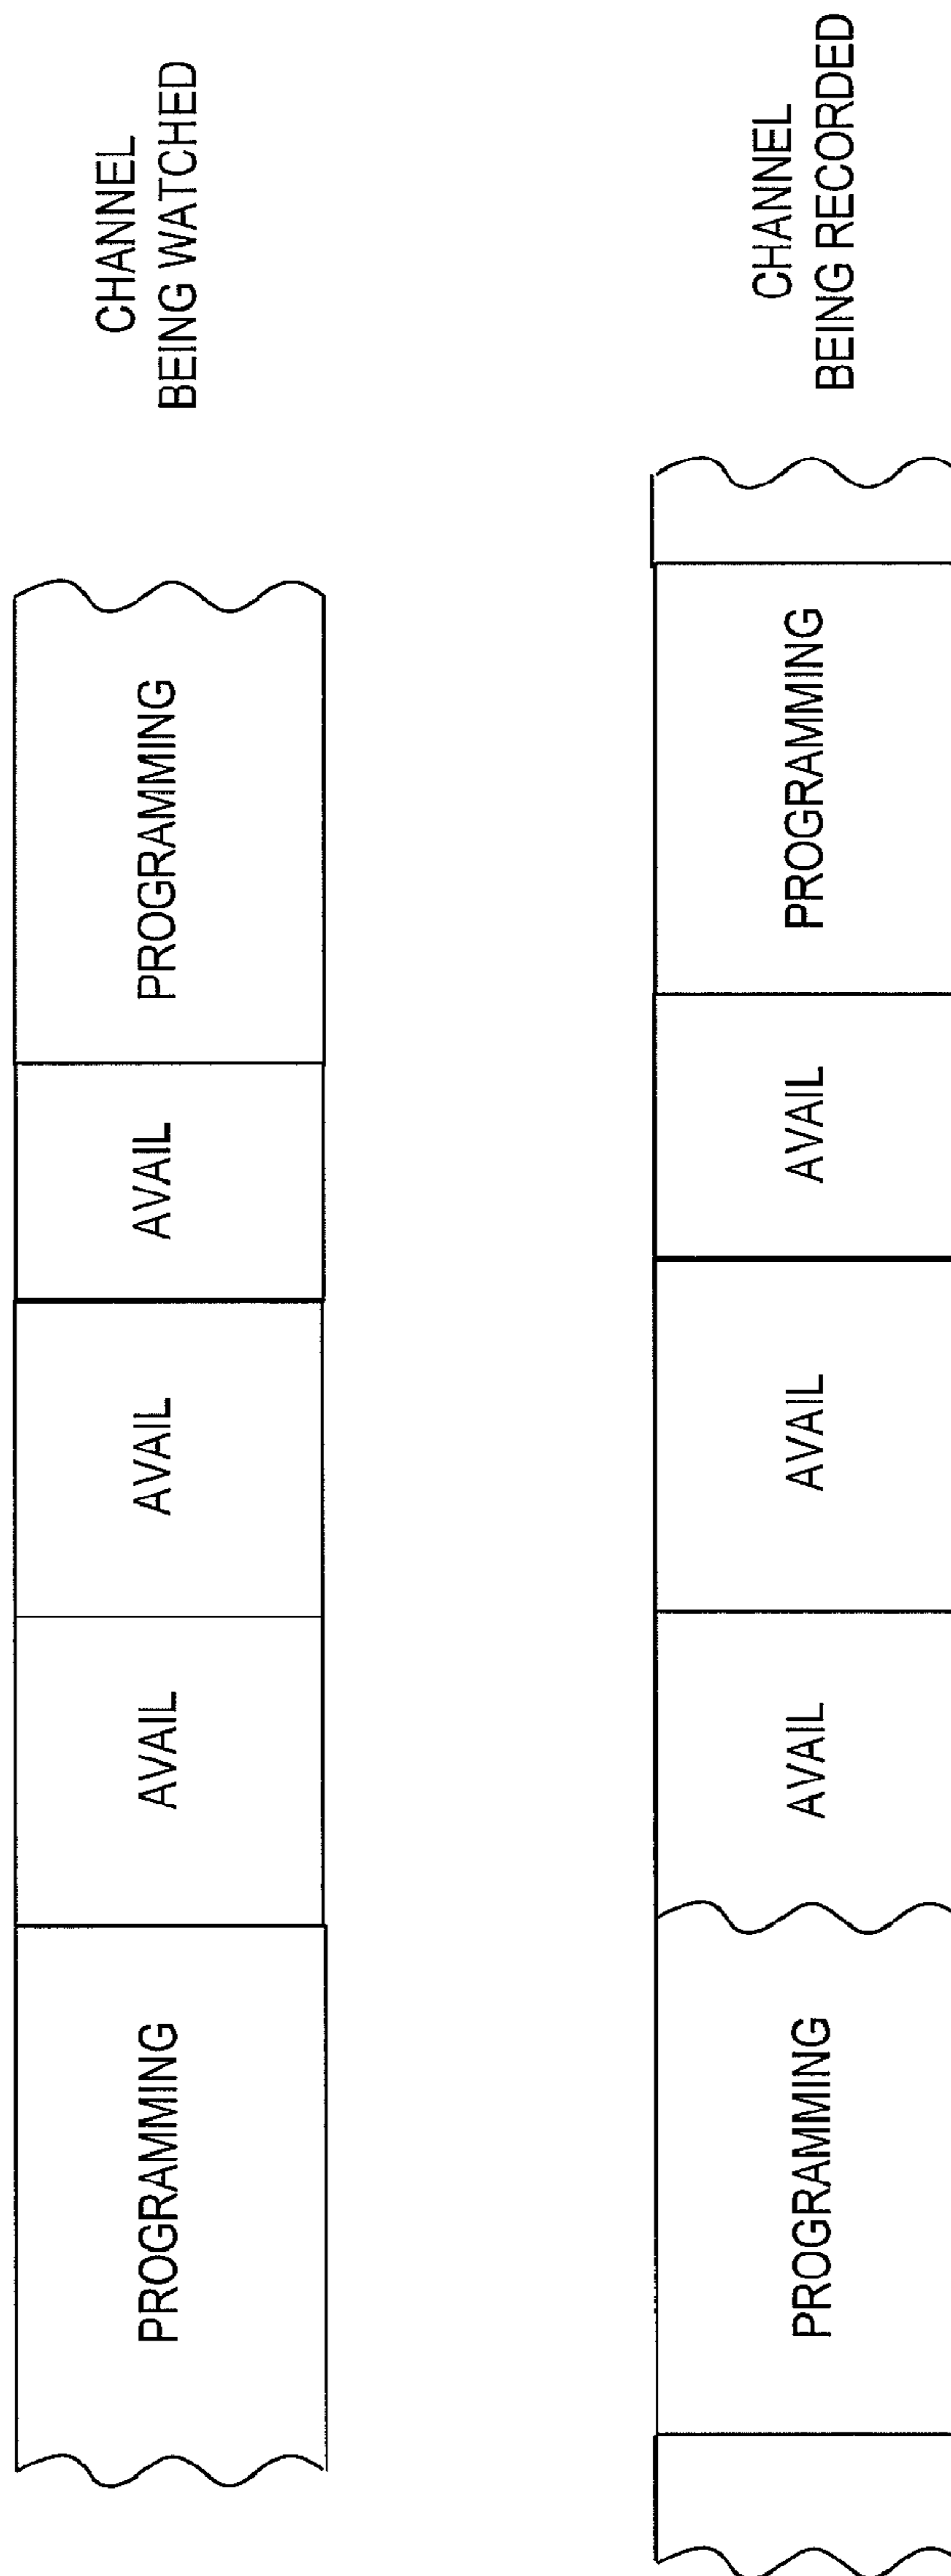 PROGRAMMING
AVAIL
AVAIL
AVAIL
PROGRAMMING
CHANNEL
BEING WATCHED
PROGRAMMING
AVAIL
AVAIL
AVAIL
PROGRAMMING
CHANNEL
BEING RECORDED